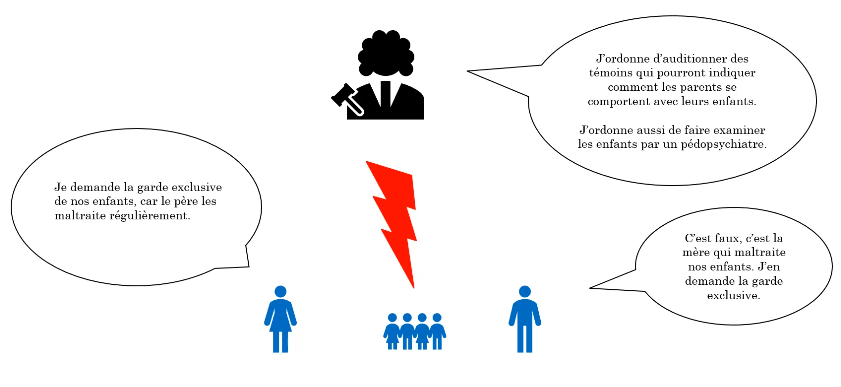 J'ordonne d'auditionner des
témoins qui pourront indiquer
comment les parents se
comportent avec leurs enfants.
J'ordonne aussi de faire examiner
les enfants par un pédopsychiatre.
Je demande la garde exclusive
de nos enfants, car le père les
maltraite régulièrement.
C'est faux, c'est la
mère qui maltraite
nos enfants. J'en
demande la garde
exclusive.